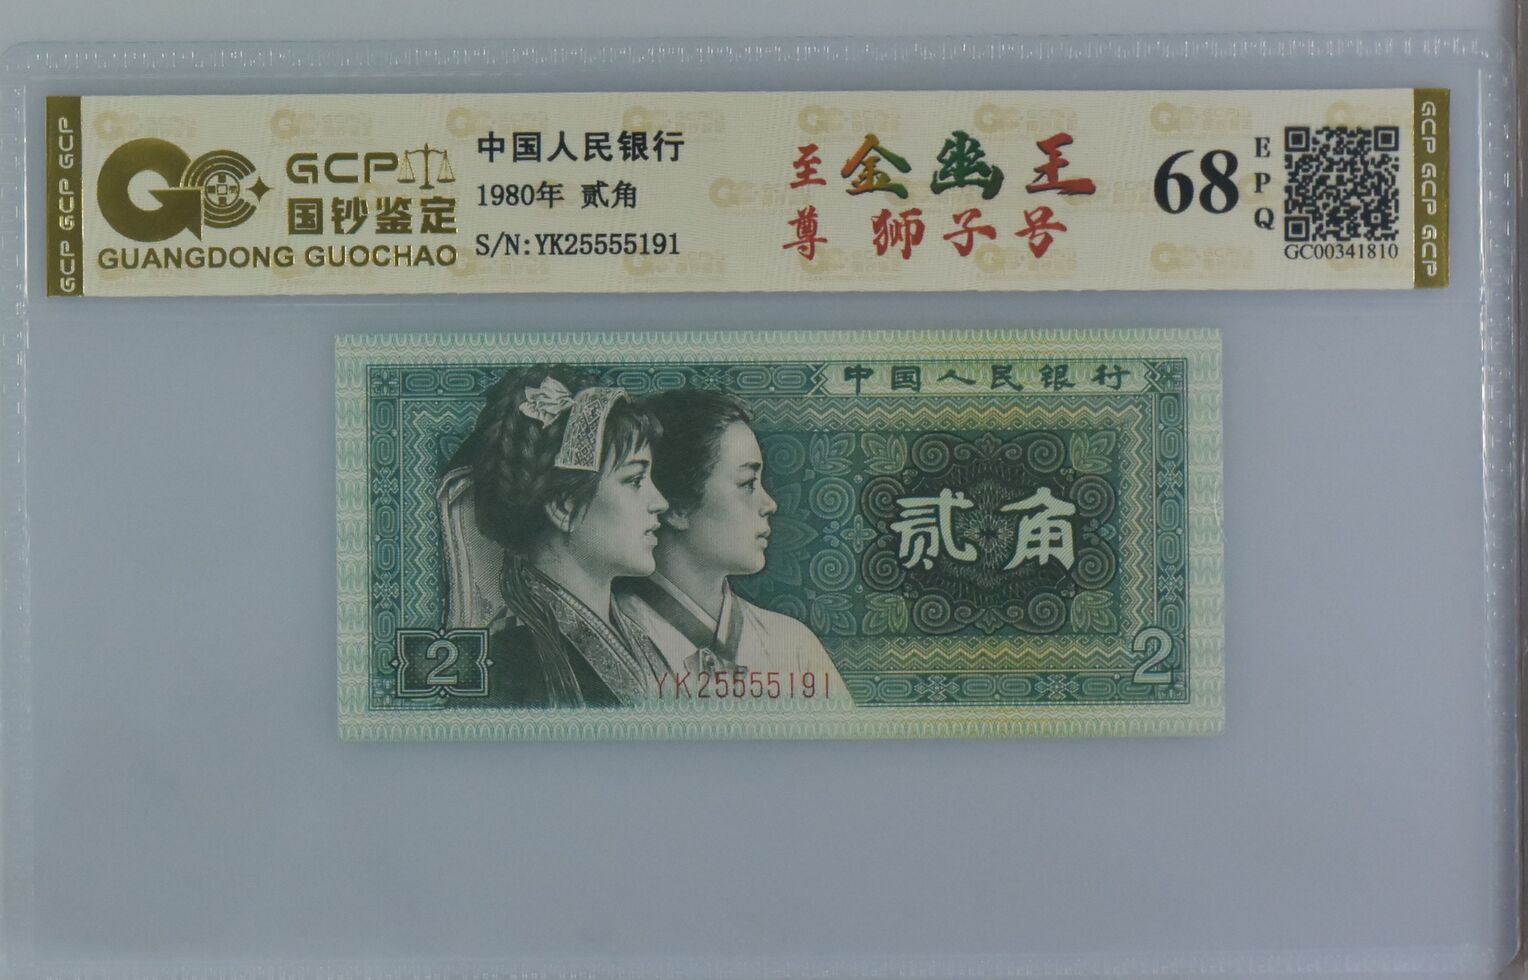 GCP GCP GCP
GCP
国钞鉴定
GUANGDONG GUOCHAO
中国人民银行
1980年 贰角
S/N:YK25555191
至尊
金幽王
狮子号
68
EPQ
GC00341810
GCP GCP GCP
中国人民银行
贰角
2
2
YK25555191